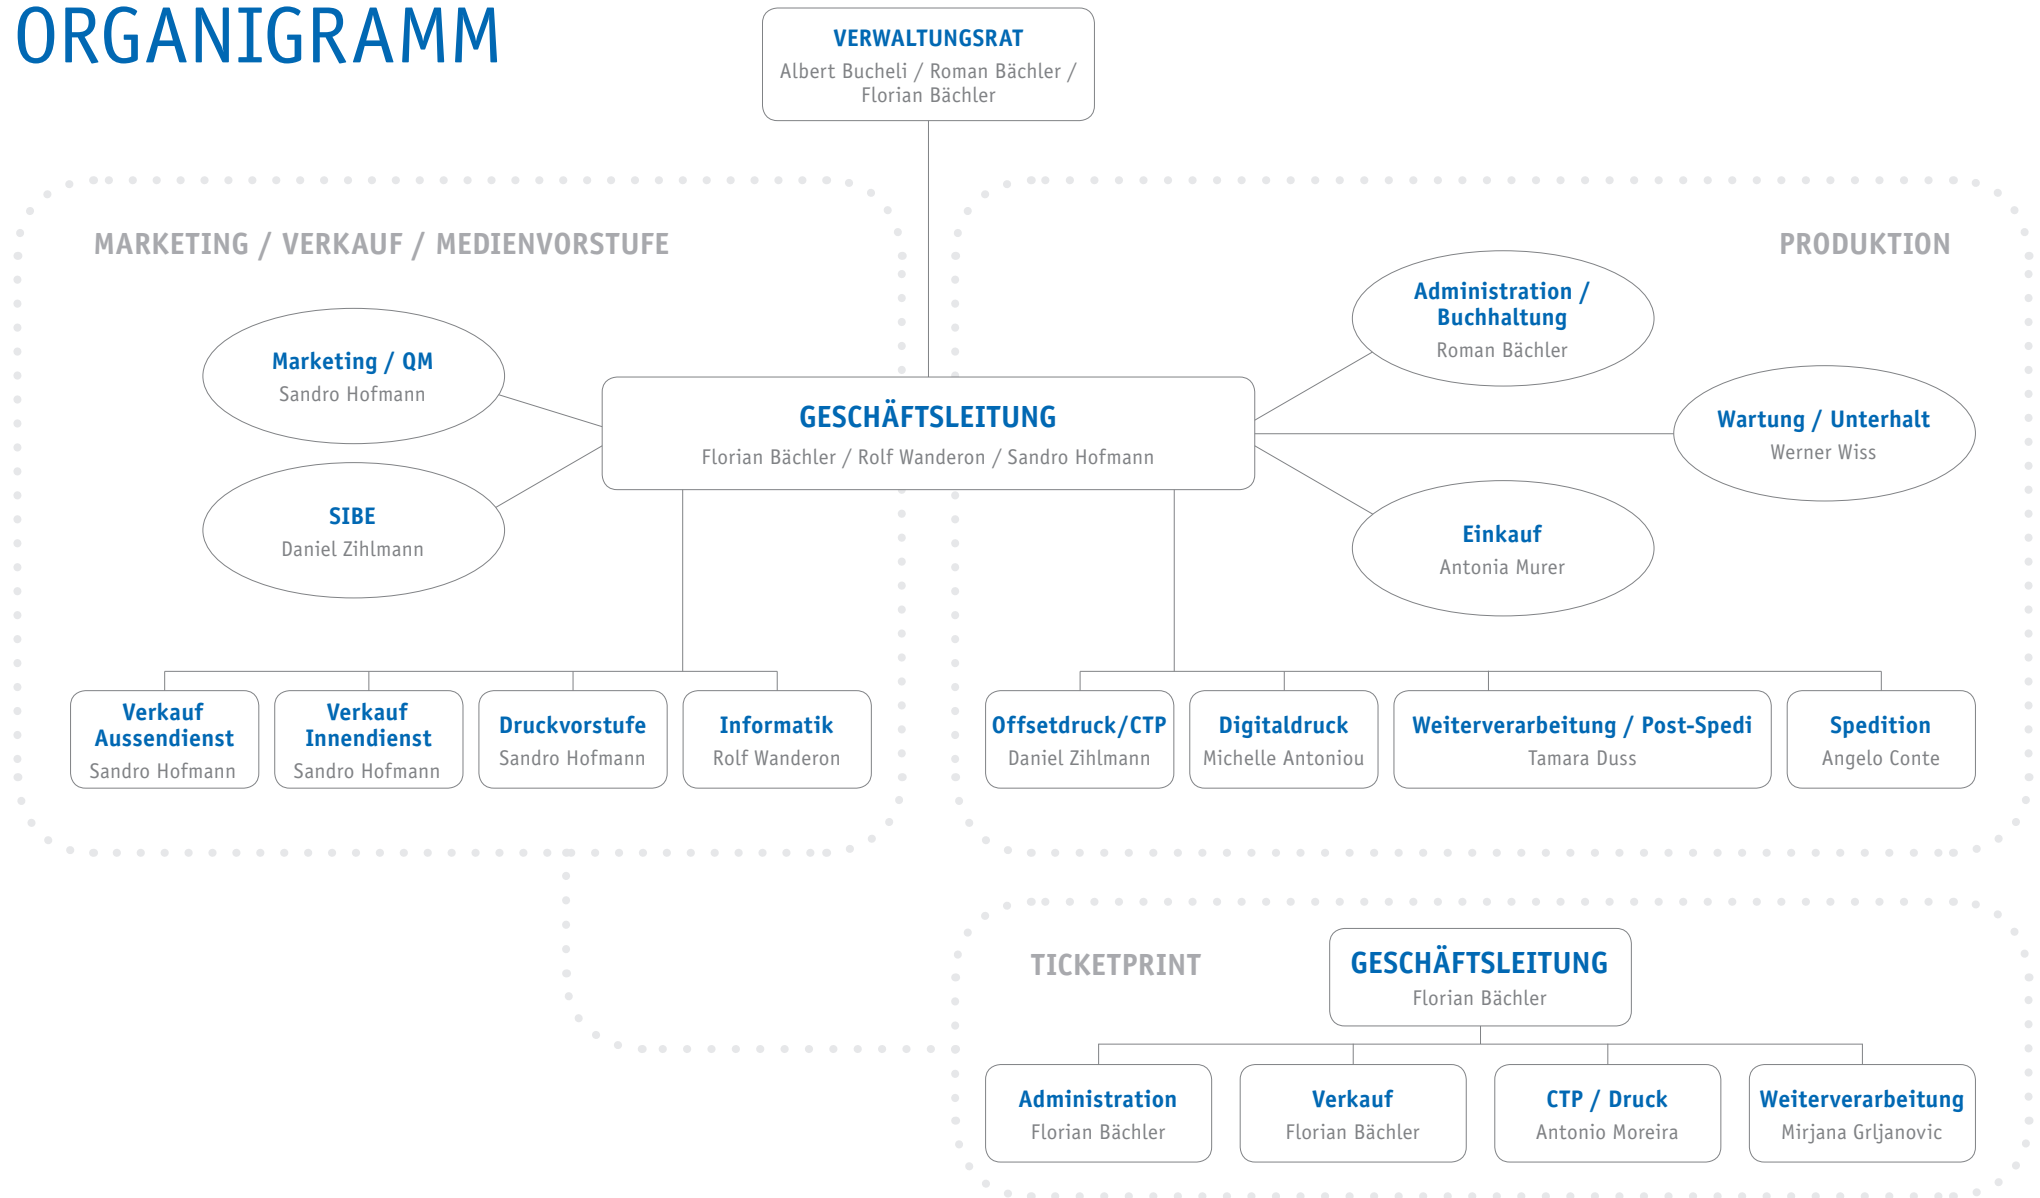 ORGANIGRAMM
VERWALTUNGSRAT
Albert Bucheli / Roman Bächler /
Florian Bächler
MARKETING / VERKAUF / MEDIENVORSTUFE
PRODUKTION
Marketing / QM
Sandro Hofmann
SIBE
Daniel Zihlmann
GESCHÄFTSLEITUNG
Florian Bächler / Rolf Wanderon / Sandro Hofmann
Administration /
Buchhaltung
Roman Bächler
Wartung / Unterhalt
Werner Wiss
Einkauf
Antonia Murer
Verkauf
Aussendienst
Sandro Hofmann
Verkauf
Innendienst
Sandro Hofmann
Druckvorstufe
Sandro Hofmann
Informatik
Rolf Wanderon
Offsetdruck/CTP
Daniel Zihlmann
Digitaldruck
Michelle Antoniou
Weiterverarbeitung / Post-Spedi
Tamara Duss
Spedition
Angelo Conte
TICKETPRINT
GESCHÄFTSLEITUNG
Florian Bächler
Administration
Florian Bächler
Verkauf
Florian Bächler
CTP / Druck
Antonio Moreira
Weiterverarbeitung
Mirjana Grljanovic